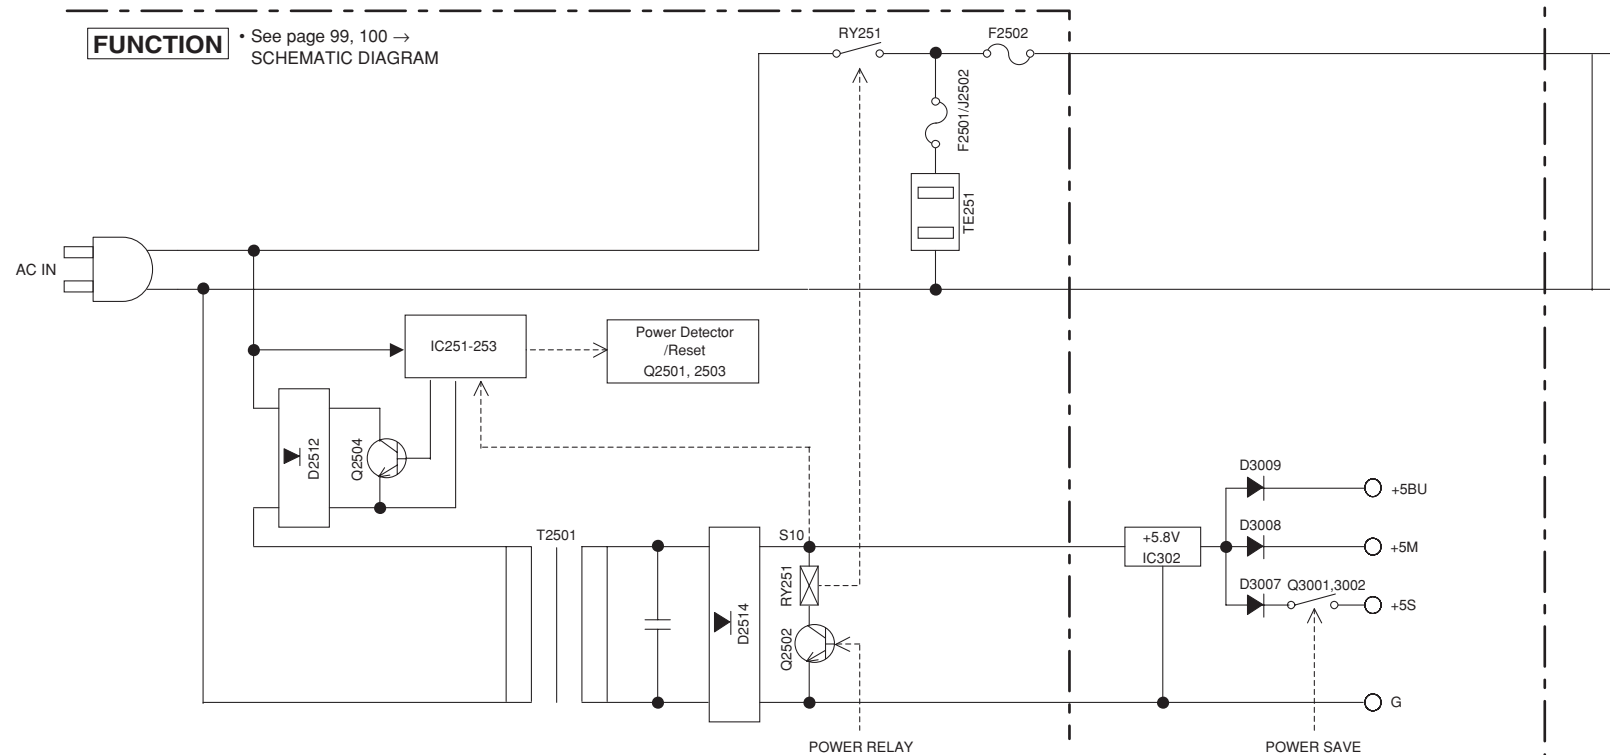 FUNCTION
• See page 99, 100 →
SCHEMATIC DIAGRAM
RY251
F2502
F2501/J2502
TE251
AC IN
IC251-253
Power Detector
/Reset
Q2501, 2503
D2512
Q2504
T2501
S10
RY251
D2514
Q2502
POWER RELAY
+5.8V
IC302
D3009
+5BU
D3008
+5M
D3007
Q3001,3002
+5S
G
POWER SAVE